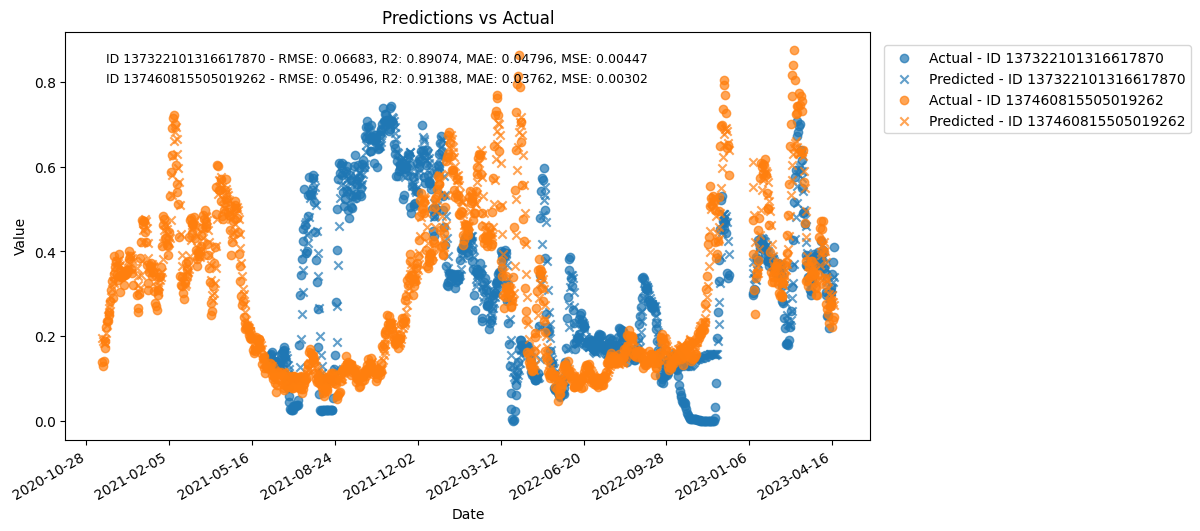 Predictions vs Actual
ID 137322101316617870 - RMSE: 0.06683, R2: 0.89074, MAE: 0.04796, MSE: 0.00447
ID 137460815505019262 - RMSE: 0.05496, R2: 0.91388, MAE: 0.03762, MSE: 0.00302
Actual - ID 137322101316617870
Predicted - ID 137322101316617870
Actual - ID 137460815505019262
Predicted - ID 137460815505019262
Value
0.8
0.6
0.4
0.2
0.0
2020-10-28
2021-02-05
2021-05-16
2021-08-24
2021-12-02
2022-03-12
2022-06-20
2022-09-28
2023-01-06
2023-04-16
Date